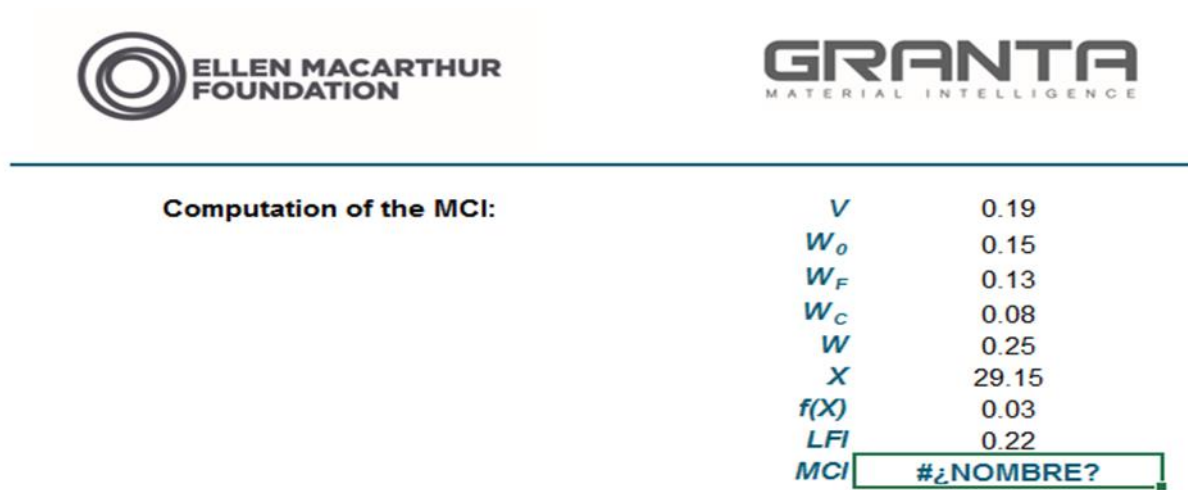 ELLEN MACARTHUR
FOUNDATION
GRANTA
MATERIAL INTELLIGENCE
Computation of the MCI:
V 0.19
W0 0.15
WF 0.13
WC 0.08
W 0.25
X 29.15
f(X) 0.03
LFI 0.22
MCI #¿NOMBRE?